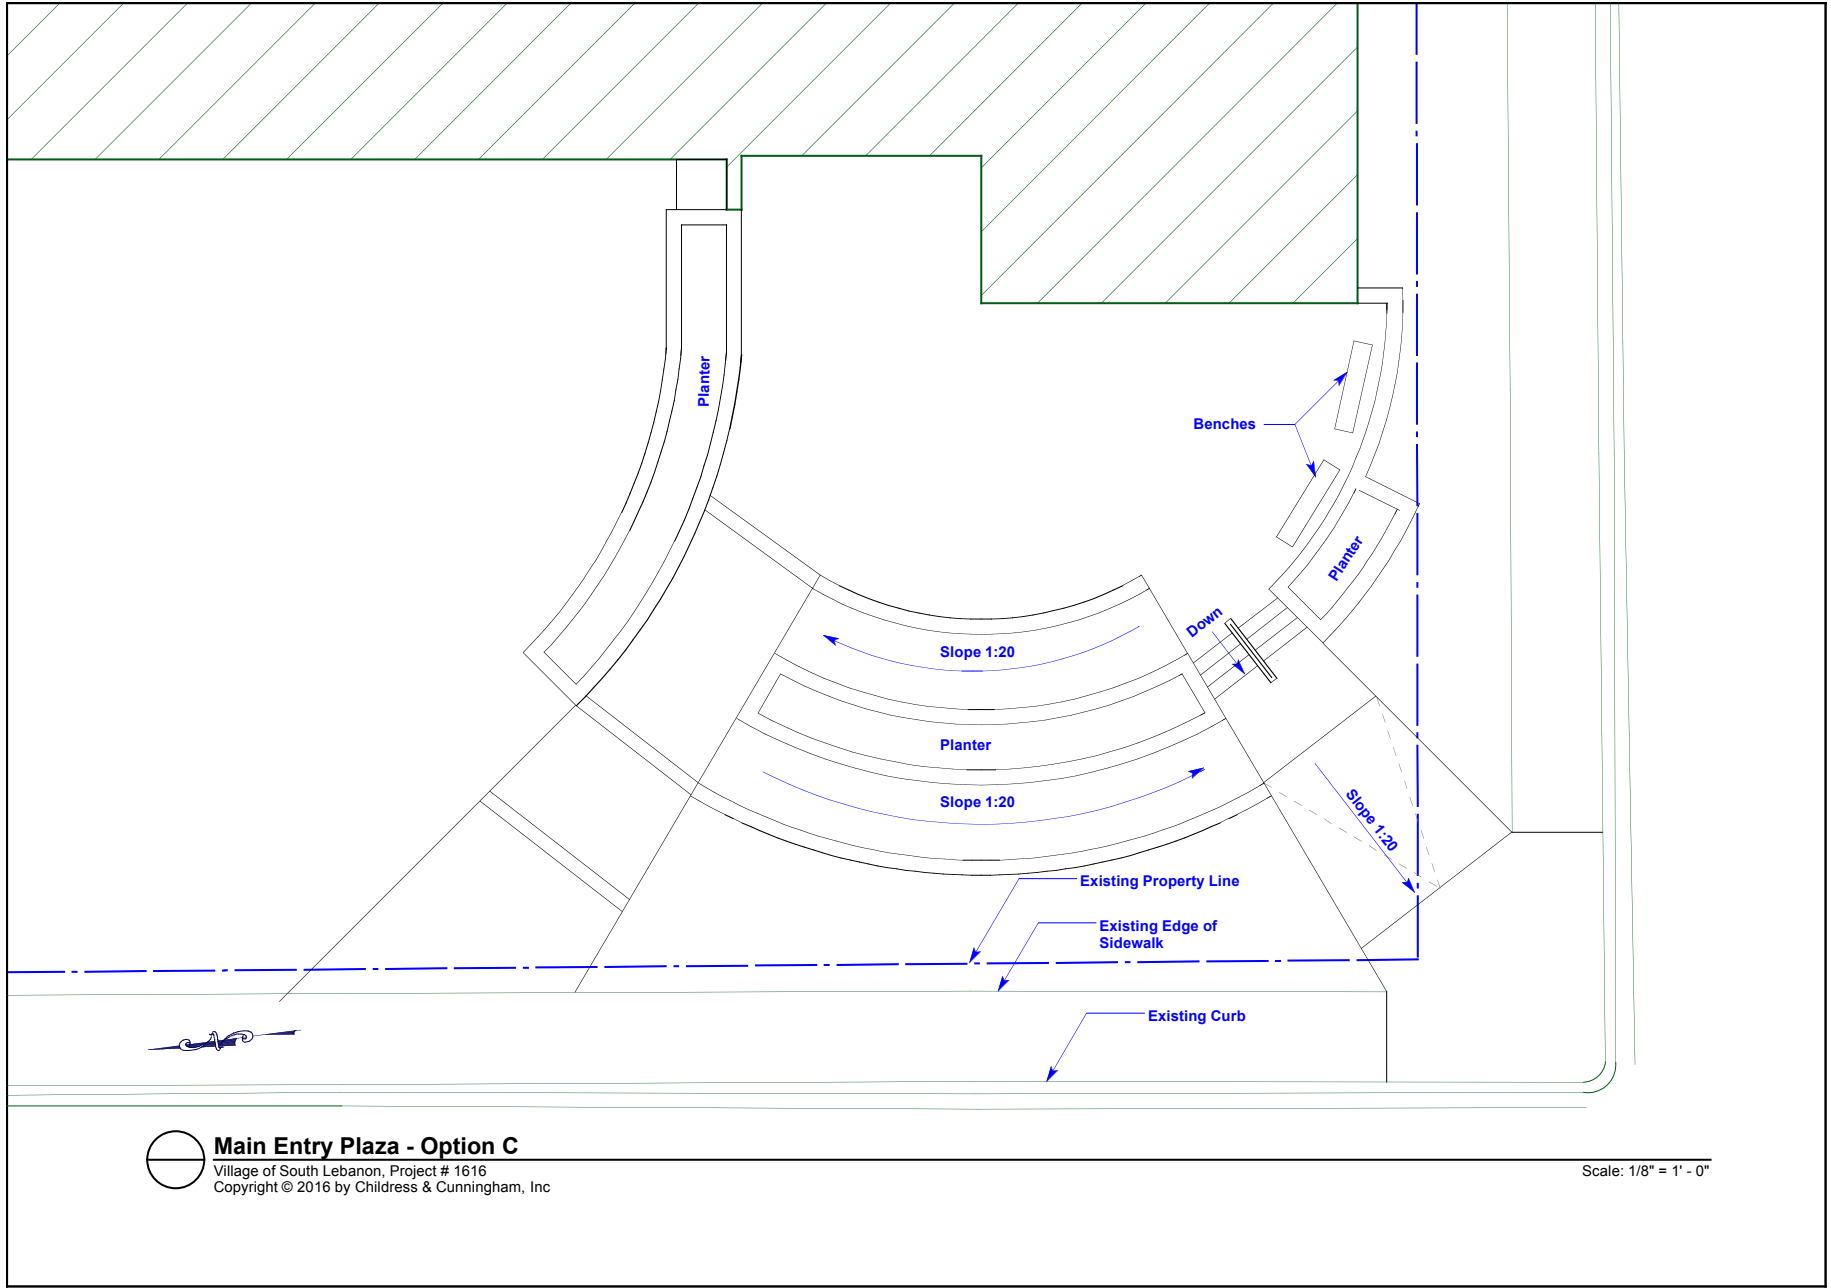 Planter
Benches
Planter
Down
Slope 1:20
Planter
Slope 1:20
Slope 1:20
Existing Property Line
Existing Edge of
Sidewalk
Existing Curb
N
Main Entry Plaza - Option C
Village of South Lebanon, Project # 1616
Scale: 1/8" = 1' - 0"
Copyright © 2016 by Childress & Cunningham, Inc